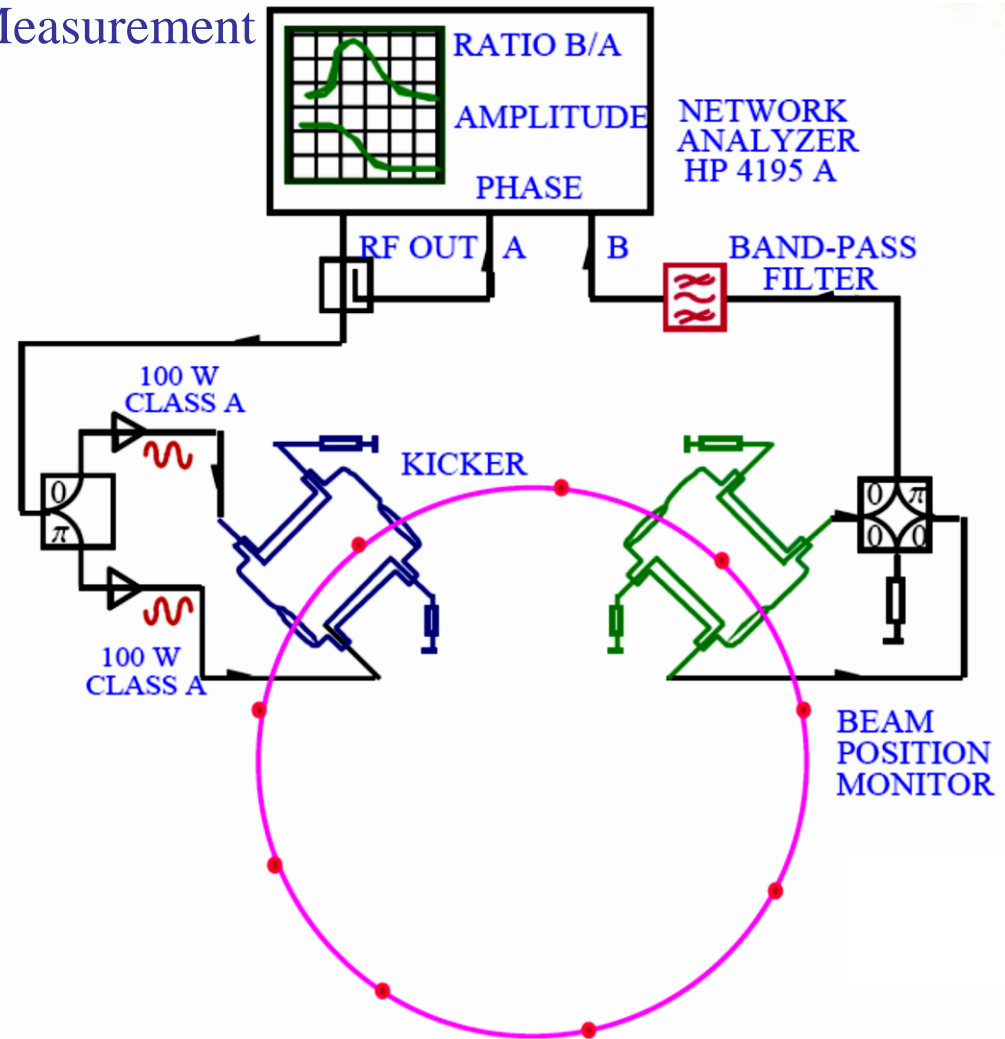 Measurement
RATIO B/A
AMPLITUDE
PHASE
NETWORK
ANALYZER
HP 4195 A
RF OUT
A
B
BAND-PASS
FILTER
100 W
CLASS A
KICKER
0
π
0
π
0
0
100 W
CLASS A
BEAM
POSITION
MONITOR